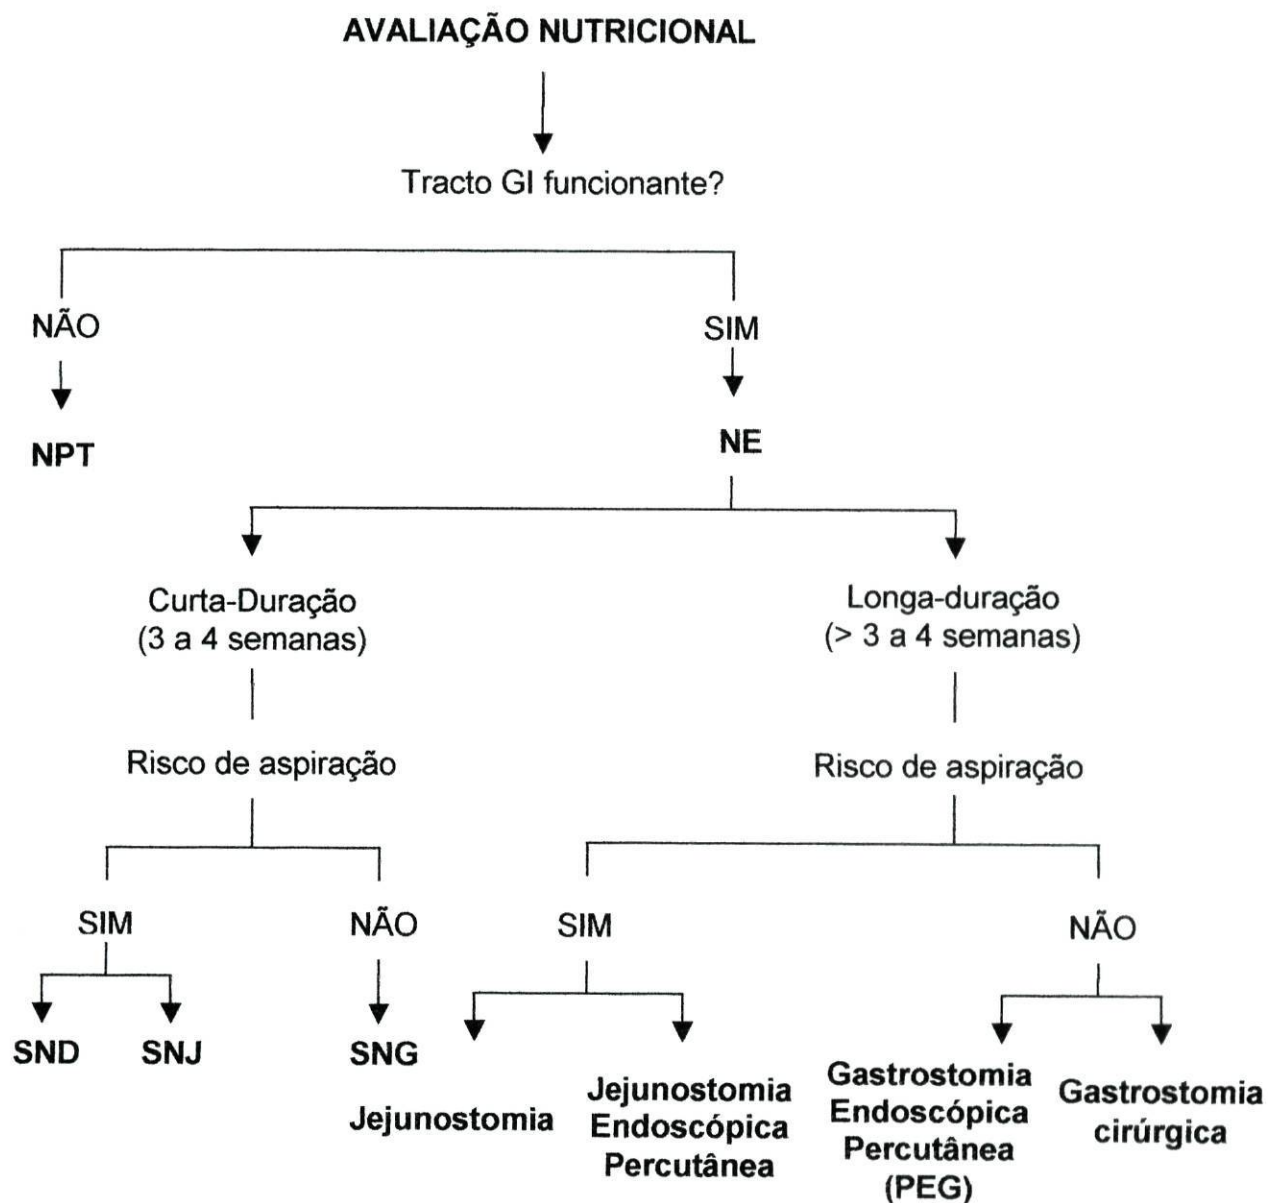 AVALIAÇÃO NUTRICIONAL
Tracto GI funcionante?
NÃO
SIM
NPT
NE
Curta-Duração
(3 a 4 semanas)
Longa-duração
(> 3 a 4 semanas)
Risco de aspiração
Risco de aspiração
SIM
NÃO
SIM
NÃO
SND
SNJ
SNG
Jejunostomia
Jejunostomia
Endoscópica
Percutânea
Gastrostomia
Endoscópica
Percutânea
(PEG)
Gastrostomia
cirúrgica